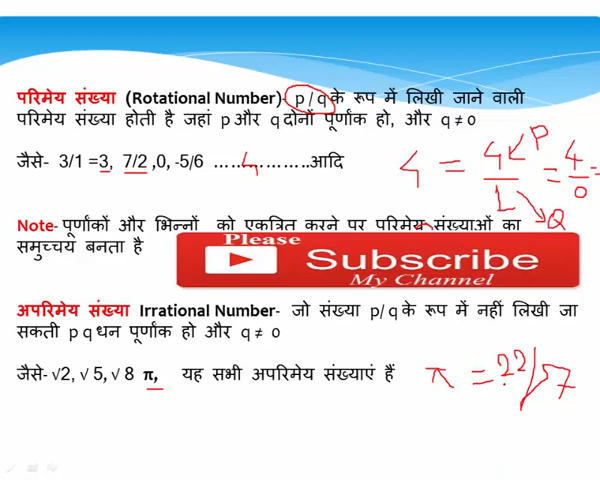 परिमेय संख्या (Rotational Number)- p/q के रूप में लिखी जाने वाली
परिमेय संख्या होती है जहां p और q दोनों पूर्णांक हो, और q ≠ 0
4 = 4/1 = 4/0 =
P
Q
जैसे- 3/1 =3, 7/2 ,0, -5/6 ...4...............आदि
Note- पूर्णांकों और भिन्नों को एकत्रित करने पर परिमेय संख्याओं का
समुच्चय बनता है
Please
Subscribe
My Channel
अपरिमेय संख्या Irrational Number- जो संख्या p/q के रूप में नहीं लिखी जा
सकती p q धन पूर्णांक हो और q ≠ 0
जैसे- √2, √5, √8 π, यह सभी अपरिमेय संख्याएं हैं
π = 22/7